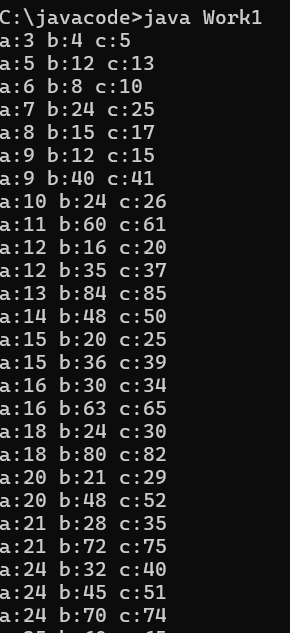 C:\javacode>java Work1
a:3 b:4 c:5
a:5 b:12 c:13
a:6 b:8 c:10
a:7 b:24 c:25
a:8 b:15 c:17
a:9 b:12 c:15
a:9 b:40 c:41
a:10 b:24 c:26
a:11 b:60 c:61
a:12 b:16 c:20
a:12 b:35 c:37
a:13 b:84 c:85
a:14 b:48 c:50
a:15 b:20 c:25
a:15 b:36 c:39
a:16 b:30 c:34
a:16 b:63 c:65
a:18 b:24 c:30
a:18 b:80 c:82
a:20 b:21 c:29
a:20 b:48 c:52
a:21 b:28 c:35
a:21 b:72 c:75
a:24 b:32 c:40
a:24 b:45 c:51
a:24 b:70 c:74